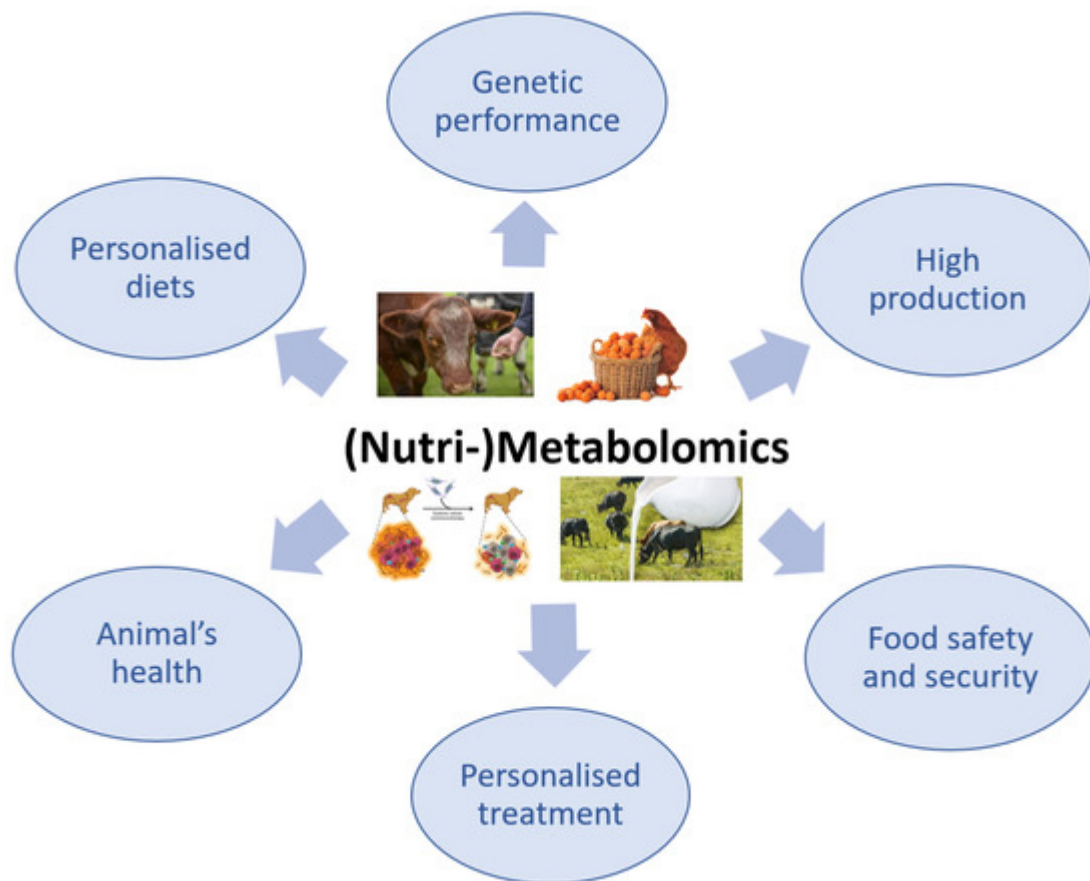 Genetic
performance
Personalised
diets
High
production
(Nutri-)Metabolomics
Animal's
health
Food safety
and security
Personalised
treatment